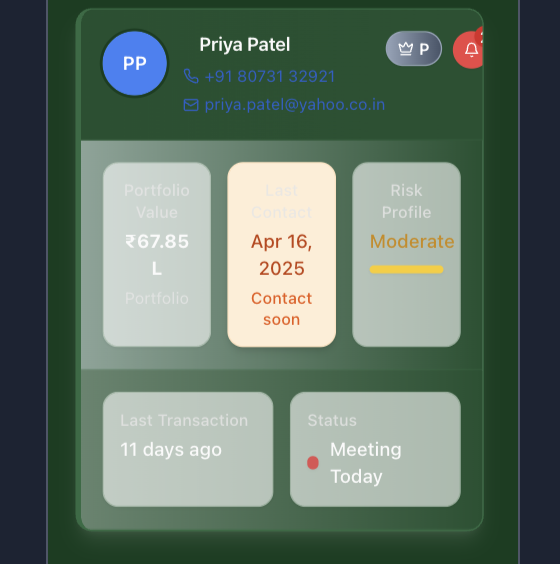 PP
Priya Patel
P
+91 80731 32921
priya.patel@yahoo.co.in
Portfolio
Value
₹67.85
L
Portfolio
Last
Contact
Apr 16,
2025
Contact
soon
Risk
Profile
Moderate
Last Transaction
11 days ago
Status
Meeting
Today